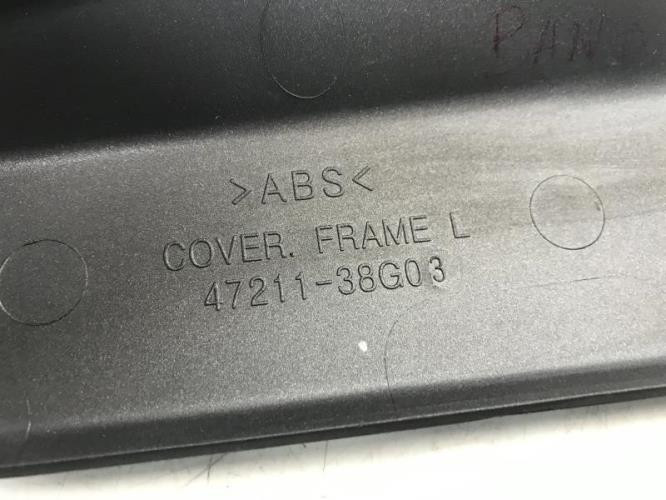 >ABS<
COVER. FRAME L
47211-38G03